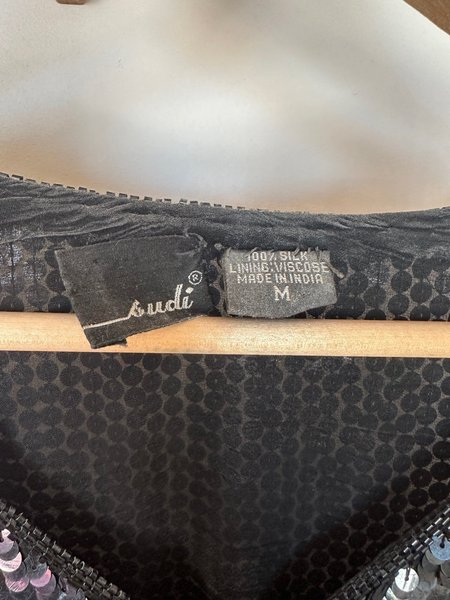 sudi®
100% SILK
LINING:VISCOSE
MADE IN INDIA
M